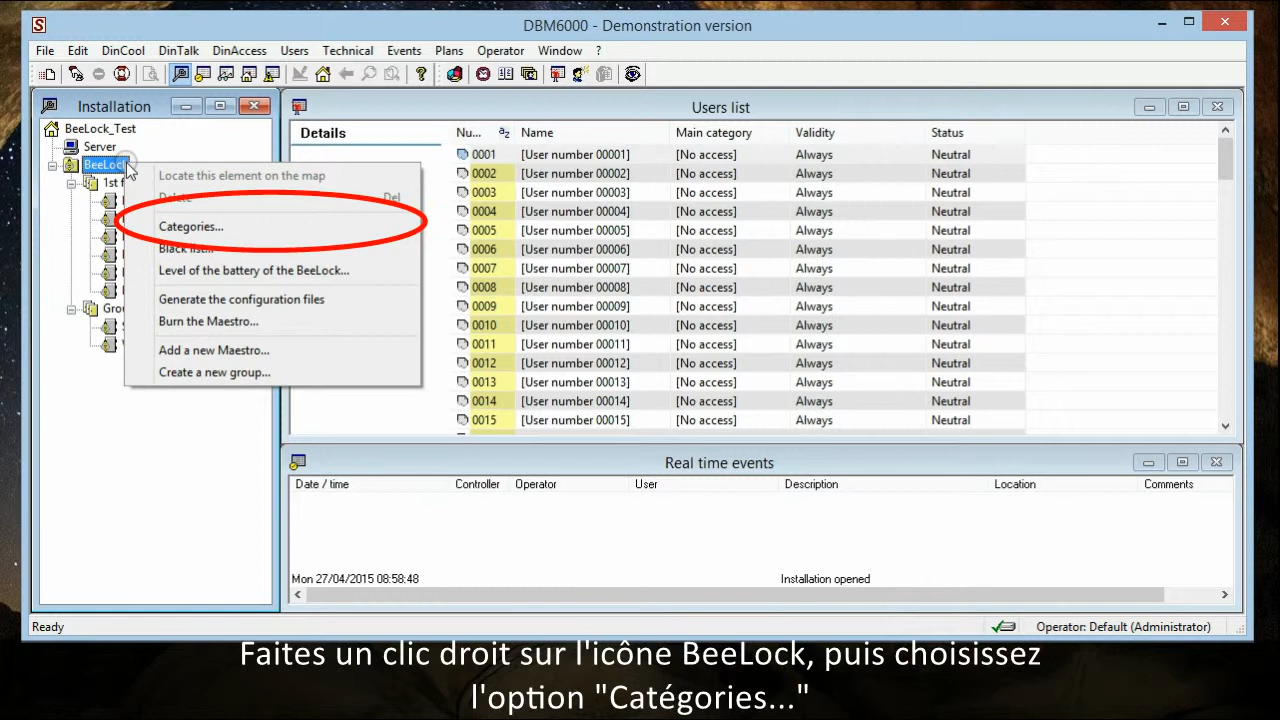 DBM6000 - Demonstration version
File Edit DinCool DinTalk DinAccess Users Technical Events Plans Operator Window ?
Installation
BeeLock_Test
Server
BeeLock
1st f
Grou
Locate this element on the map
Delete Del
Categories...
Black list...
Level of the battery of the BeeLock...
Generate the configuration files
Burn the Maestro...
Add a new Maestro...
Create a new group...
Users list
Details
Nu... Name Main category Validity Status
0001 [User number 00001] [No access] Always Neutral
0002 [User number 00002] [No access] Always Neutral
0003 [User number 00003] [No access] Always Neutral
0004 [User number 00004] [No access] Always Neutral
0005 [User number 00005] [No access] Always Neutral
0006 [User number 00006] [No access] Always Neutral
0007 [User number 00007] [No access] Always Neutral
0008 [User number 00008] [No access] Always Neutral
0009 [User number 00009] [No access] Always Neutral
0010 [User number 00010] [No access] Always Neutral
0011 [User number 00011] [No access] Always Neutral
0012 [User number 00012] [No access] Always Neutral
0013 [User number 00013] [No access] Always Neutral
0014 [User number 00014] [No access] Always Neutral
0015 [User number 00015] [No access] Always Neutral
Real time events
Date / time Controller Operator User Description Location Comments
Mon 27/04/2015 08:58:48 Installation opened
Ready Operator: Default (Administrator)
Faites un clic droit sur l'icône BeeLock, puis choisissez
l'option "Catégories..."